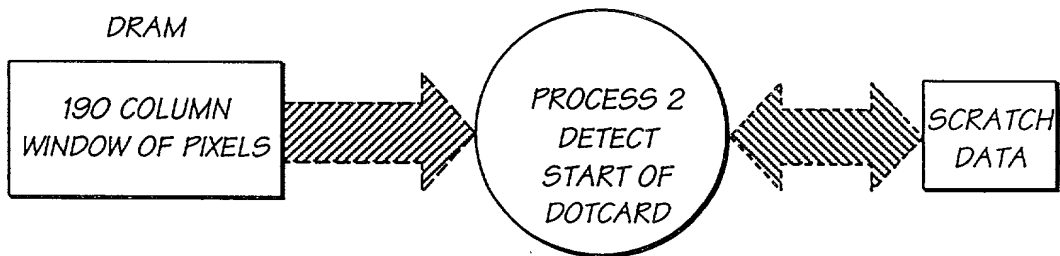 DRAM
190 COLUMN
WINDOW OF PIXELS
PROCESS 2
DETECT
START OF
DOTCARD
SCRATCH
DATA